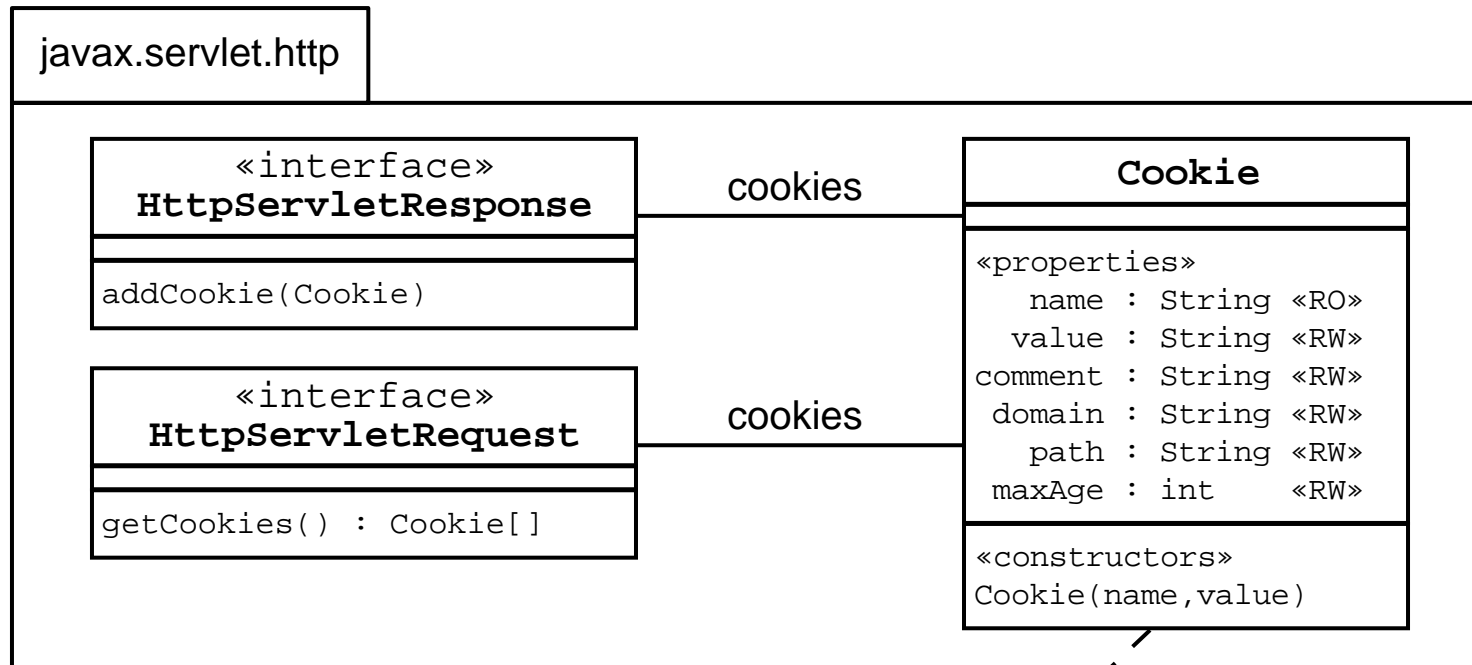 javax.servlet.http
«interface»
HttpServletResponse
addCookie(Cookie)
cookies
«interface»
HttpServletRequest
getCookies() : Cookie[]
cookies
Cookie
«properties»
name : String «RO»
value : String «RW»
comment : String «RW»
domain : String «RW»
path : String «RW»
maxAge : int «RW»
«constructors»
Cookie(name,value)